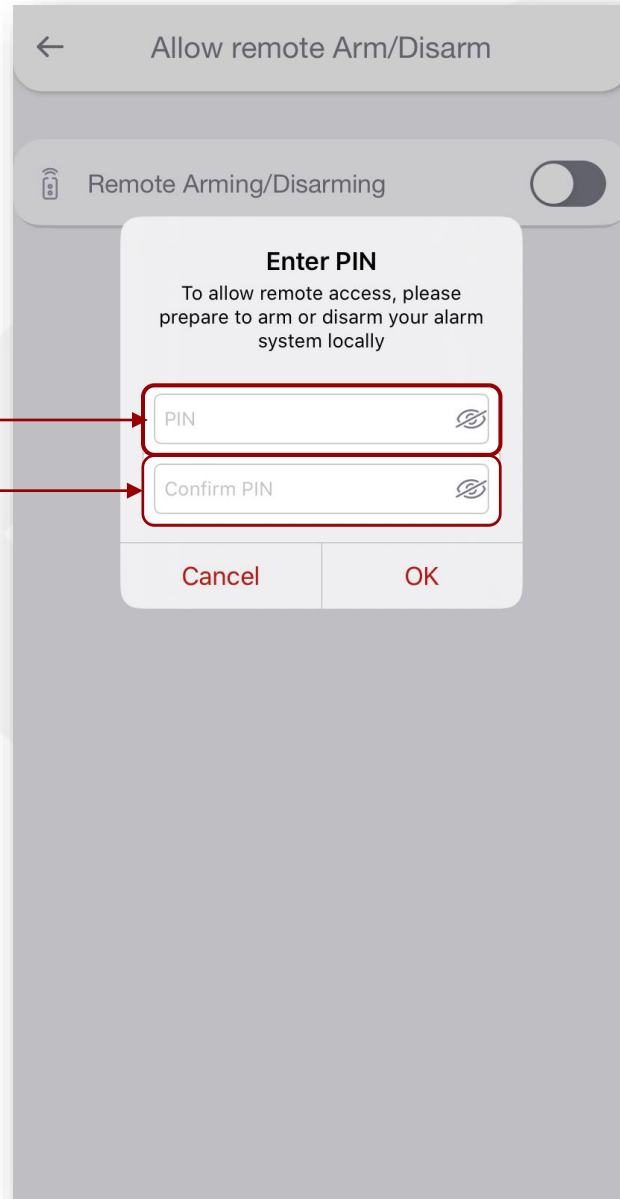 Allow remote Arm/Disarm
Remote Arming/Disarming
Enter PIN
To allow remote access, please
prepare to arm or disarm your alarm
system locally
PIN
Confirm PIN
Cancel OK